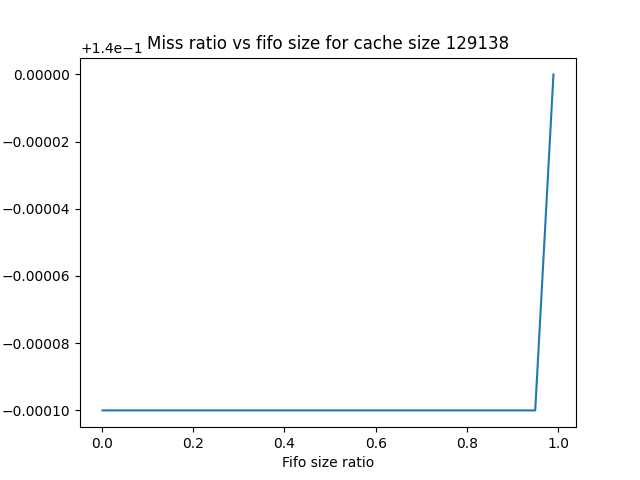 Miss ratio vs fifo size for cache size 129138
+1.4e−1
0.00000
−0.00002
−0.00004
−0.00006
−0.00008
−0.00010
0.0 0.2 0.4 0.6 0.8 1.0
Fifo size ratio